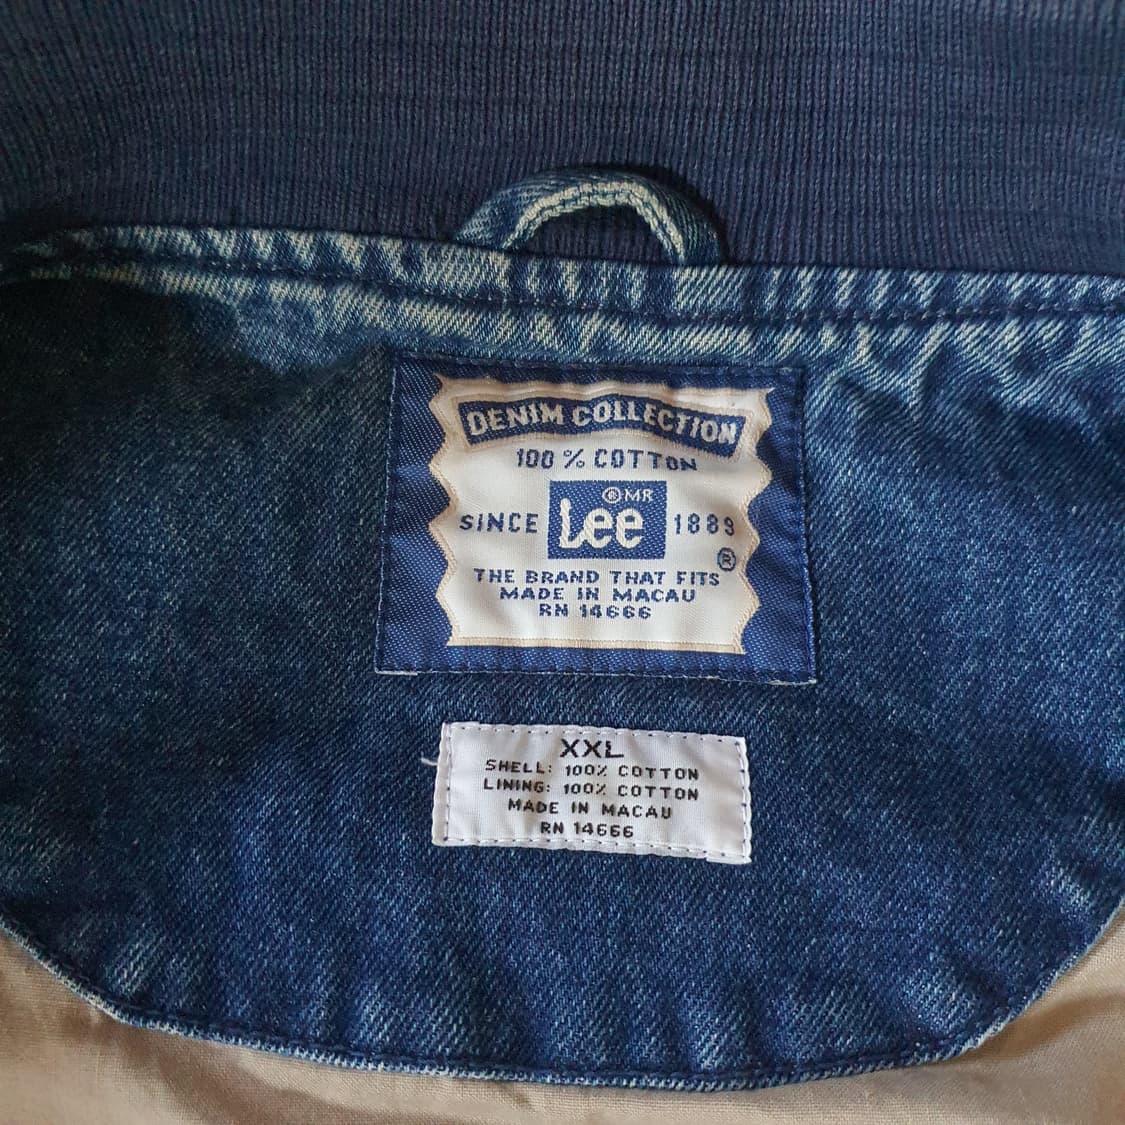 DENIM COLLECTION
100 % COTTON
® MR
SINCE Lee 1889
®
THE BRAND THAT FITS
MADE IN MACAU
RN 14666
XXL
SHELL: 100% COTTON
LINING: 100% COTTON
MADE IN MACAU
RN 14666